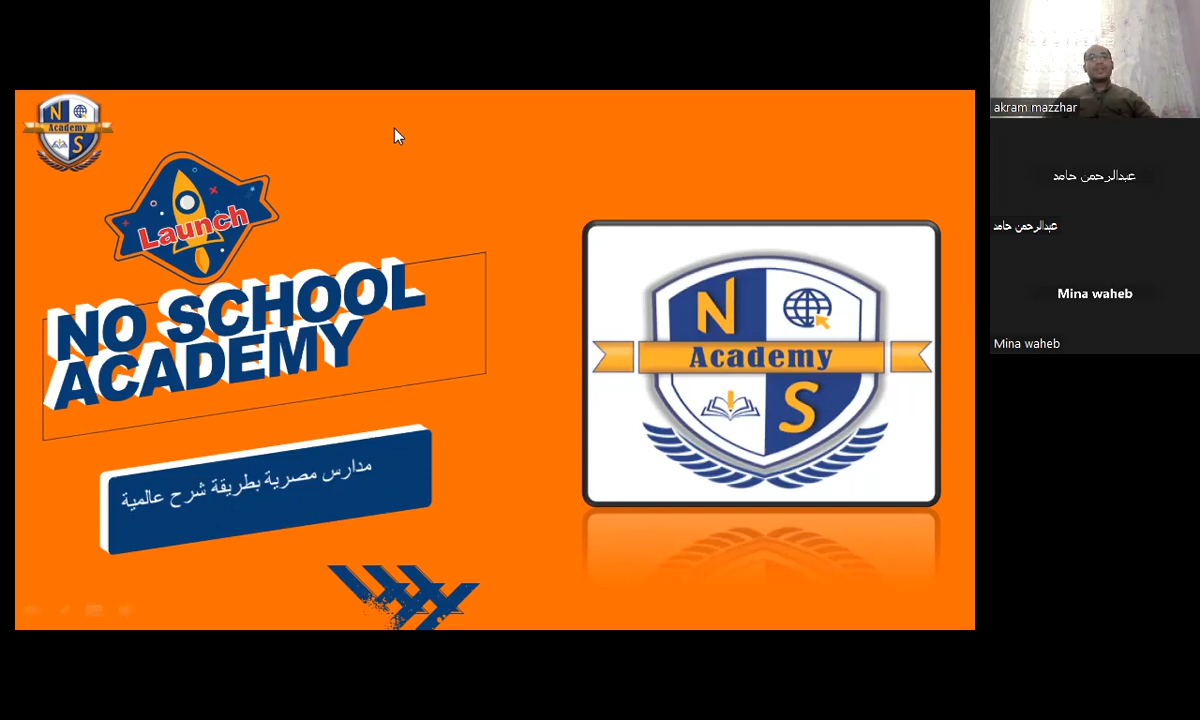 N
Academy
S
Launch
NO SCHOOL
ACADEMY
مدارس مصرية بطريقة شرح عالمية
N
Academy
S
akram mazzhar
عبدالرحمن حامد
عبدالرحمن حامد
Mina waheb
Mina waheb